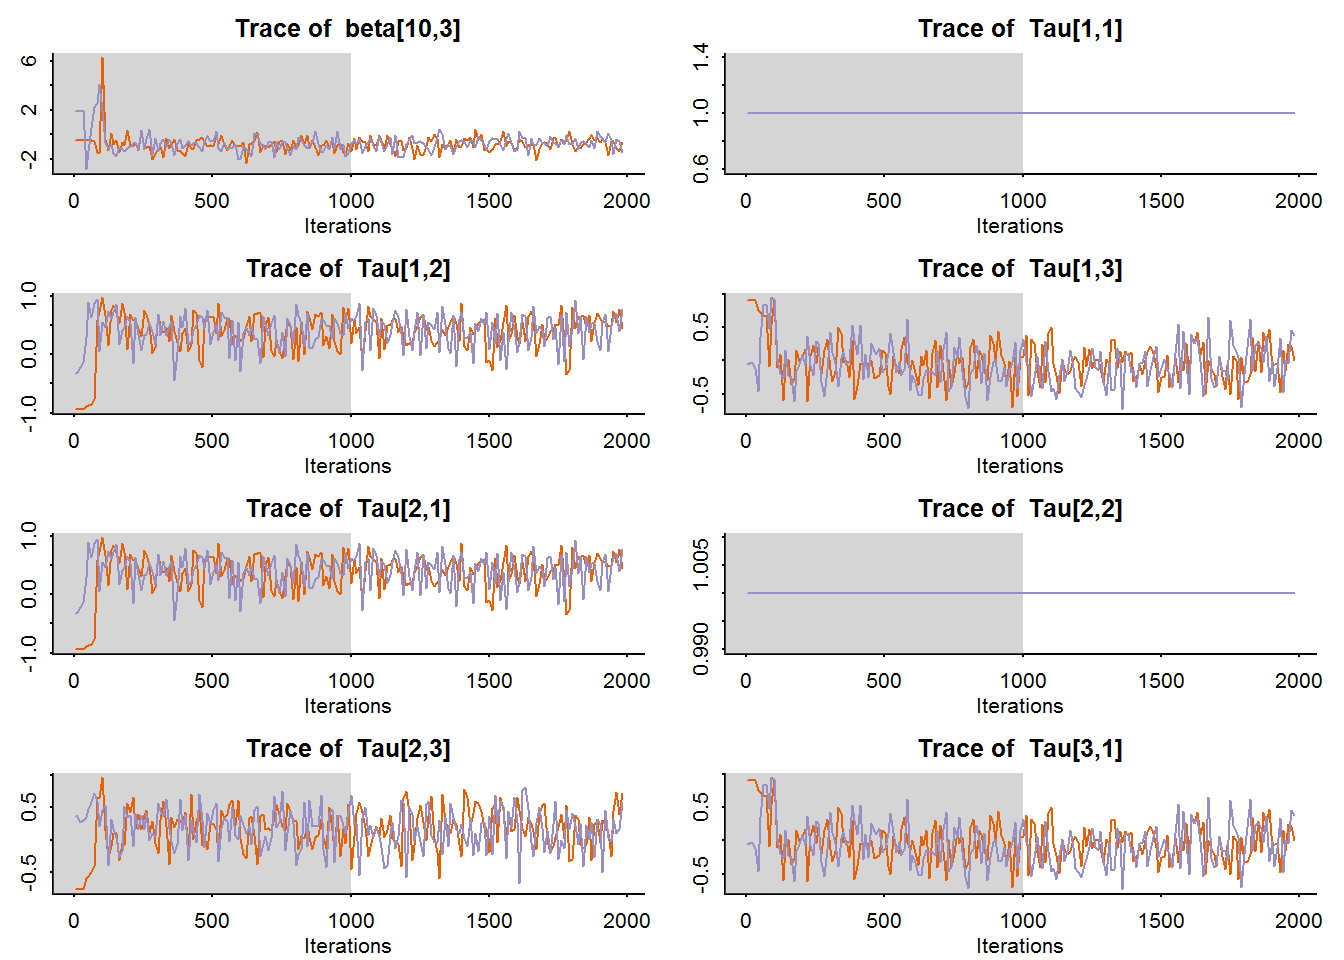 Trace of beta[10,3]
6
2
-2
0 500 1000 1500 2000
Iterations
Trace of Tau[1,1]
1.4
1.0
0.6
0 500 1000 1500 2000
Iterations
Trace of Tau[1,2]
1.0
0.0
-1.0
0 500 1000 1500 2000
Iterations
Trace of Tau[1,3]
0.5
-0.5
0 500 1000 1500 2000
Iterations
Trace of Tau[2,1]
1.0
0.0
-1.0
0 500 1000 1500 2000
Iterations
Trace of Tau[2,2]
1.005
0.990
0 500 1000 1500 2000
Iterations
Trace of Tau[2,3]
0.5
-0.5
0 500 1000 1500 2000
Iterations
Trace of Tau[3,1]
0.5
-0.5
0 500 1000 1500 2000
Iterations